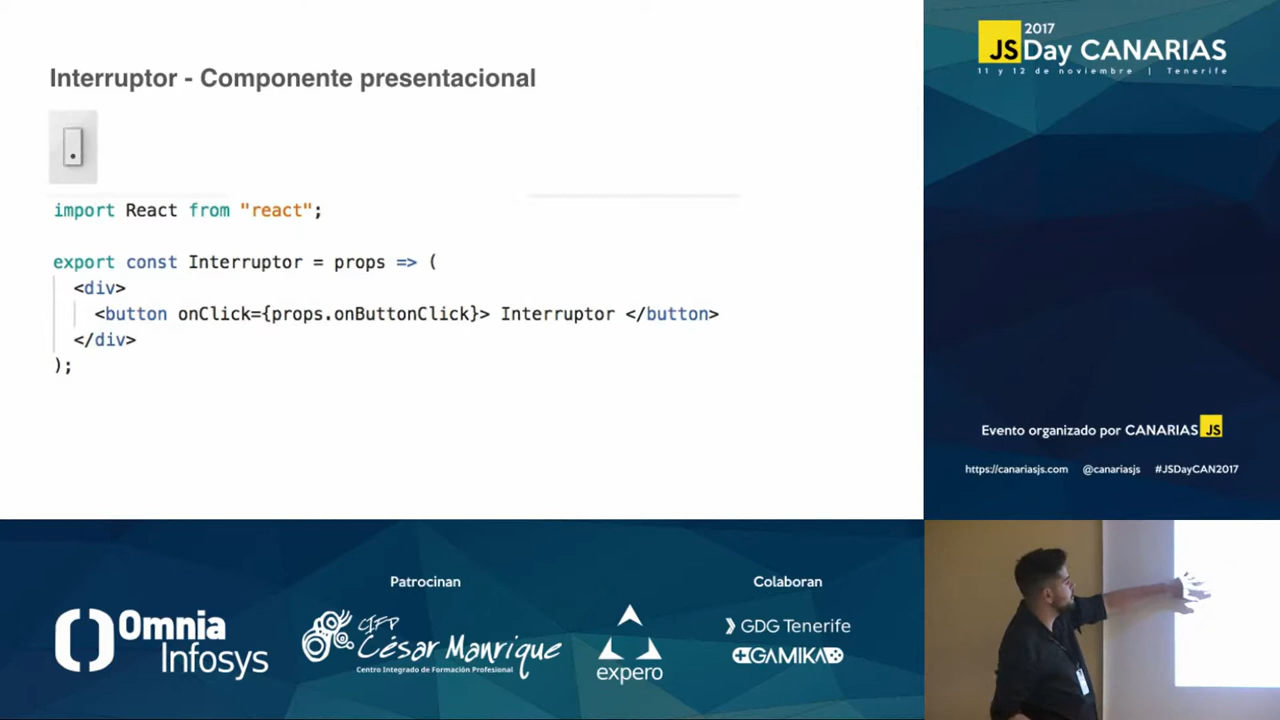 Interruptor - Componente presentacional
import React from "react";
export const Interruptor = props => (
<div>
<button onClick={props.onButtonClick}> Interruptor </button>
</div>
);
2017
JSDay CANARIAS
11 y 12 de noviembre | Tenerife
Evento organizado por CANARIAS JS
https://canariasjs.com @canariasjs #JSDayCAN2017
Patrocinan
Omnia
Infosys
CIFP
César Manrique
Centro Integrado de Formación Profesional
expero
Colaboran
GDG Tenerife
GAMIKA